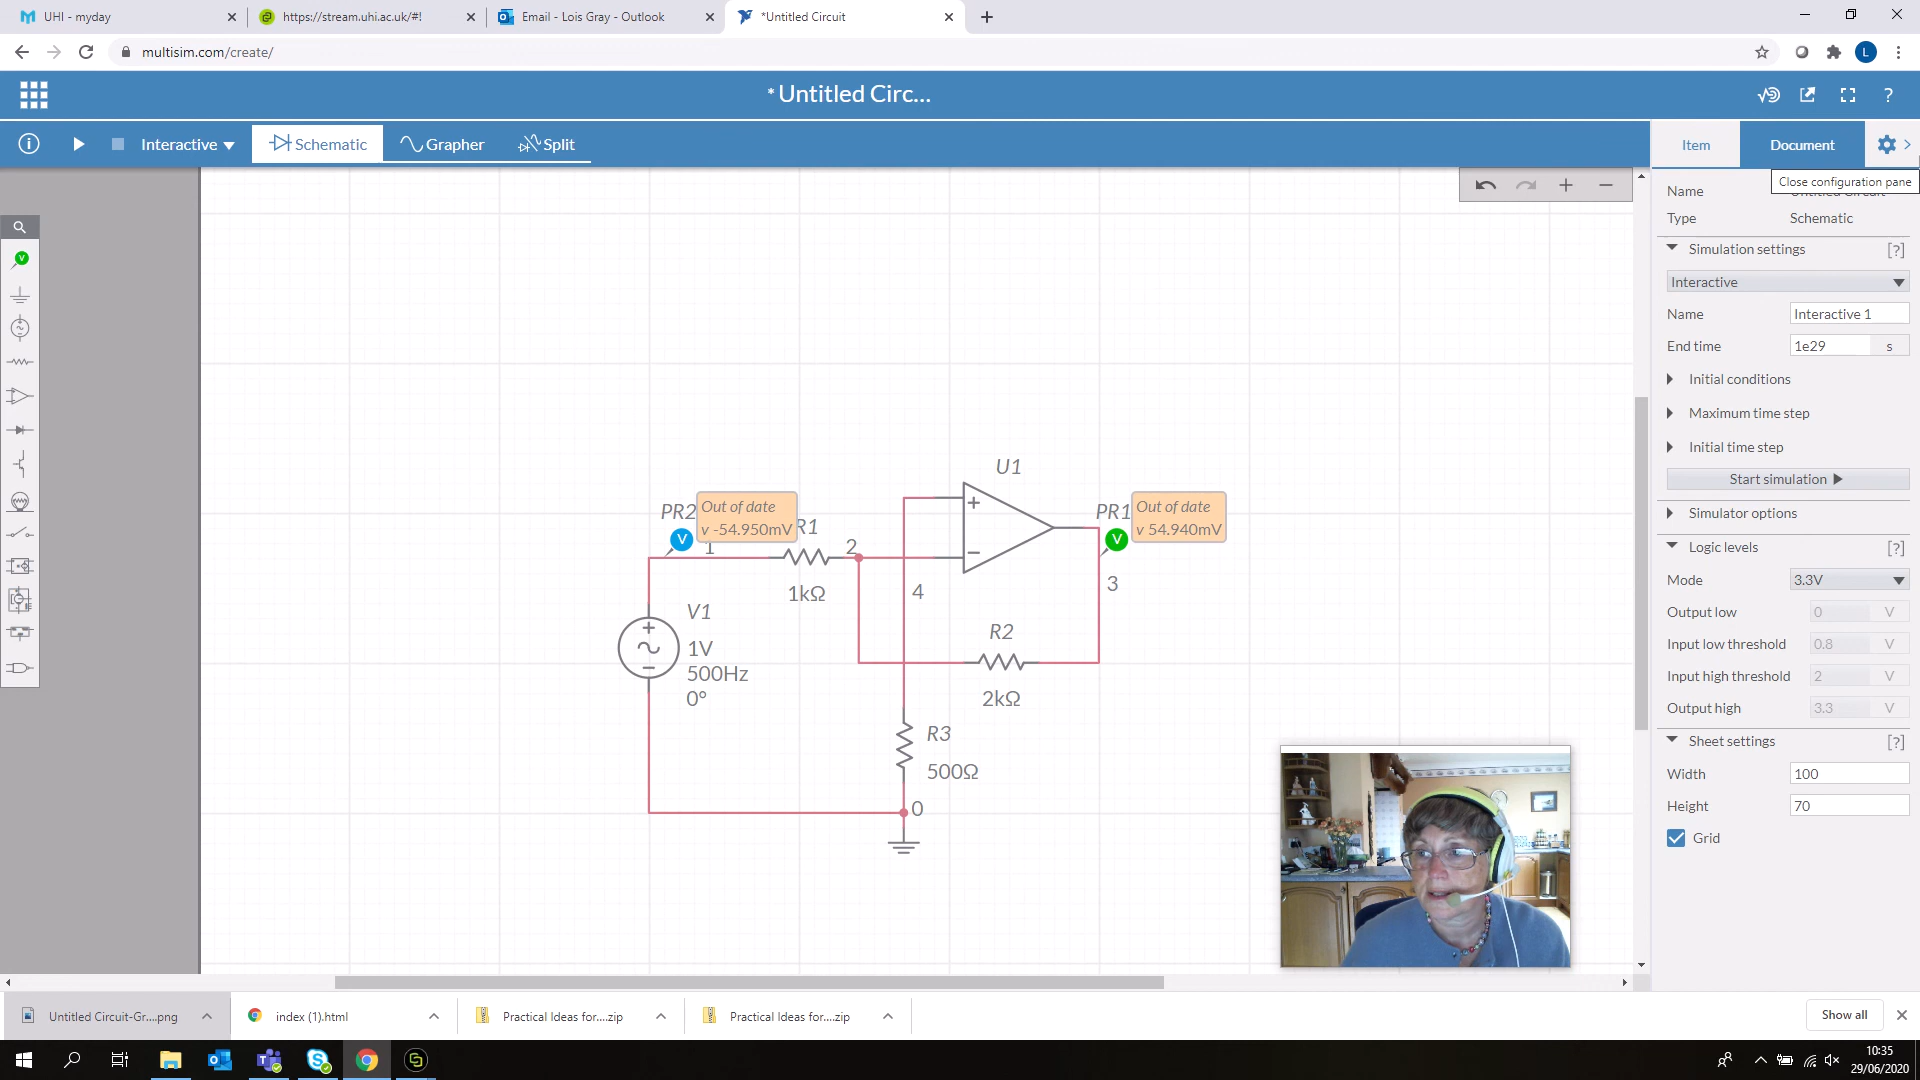 UHI - myday
https://stream.uhi.ac.uk/#!
Email - Lois Gray - Outlook
*Untitled Circuit
multisim.com/create/
L
*Untitled Circ...
?
Interactive
Schematic
Grapher
Split
Item
Document
Close configuration pane
Name
Type
Schematic
Simulation settings
[?]
Interactive
Name
Interactive 1
End time
1e29
s
Initial conditions
Maximum time step
Initial time step
Start simulation
Simulator options
Logic levels
[?]
Mode
3.3V
Output low
0
V
Input low threshold
0.8
V
Input high threshold
2
V
Output high
3.3
V
Sheet settings
[?]
Width
100
Height
70
Grid
V
U1
PR2
Out of date
v -54.950mV
V
1
R1
1kΩ
2
+
−
4
PR1
Out of date
v 54.940mV
V
3
V1
1V
500Hz
0°
+
−
R2
2kΩ
R3
500Ω
0
Untitled Circuit-Gr....png
index (1).html
Practical Ideas for....zip
Practical Ideas for....zip
Show all
10:35
29/06/2020